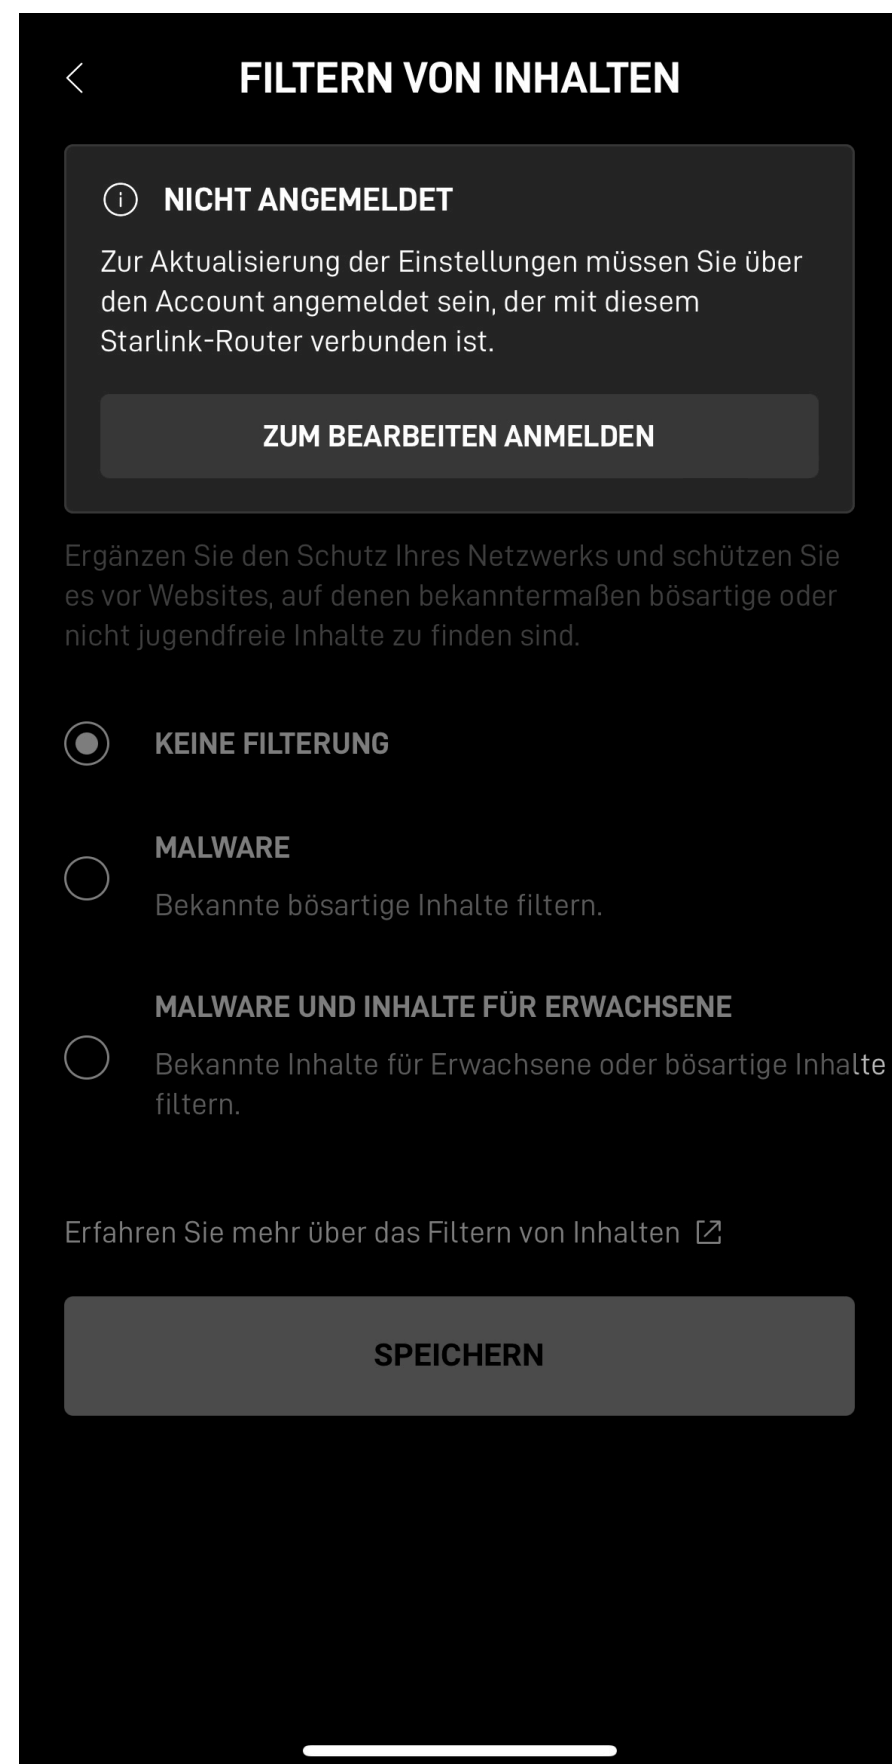 FILTERN VON INHALTEN
NICHT ANGEMELDET
Zur Aktualisierung der Einstellungen müssen Sie über
den Account angemeldet sein, der mit diesem
Starlink-Router verbunden ist.
ZUM BEARBEITEN ANMELDEN
Ergänzen Sie den Schutz Ihres Netzwerks und schützen Sie
es vor Websites, auf denen bekanntermaßen bösartige oder
nicht jugendfreie Inhalte zu finden sind.
KEINE FILTERUNG
MALWARE
Bekannte bösartige Inhalte filtern.
MALWARE UND INHALTE FÜR ERWACHSENE
Bekannte Inhalte für Erwachsene oder bösartige Inhalte
filtern.
Erfahren Sie mehr über das Filtern von Inhalten
SPEICHERN